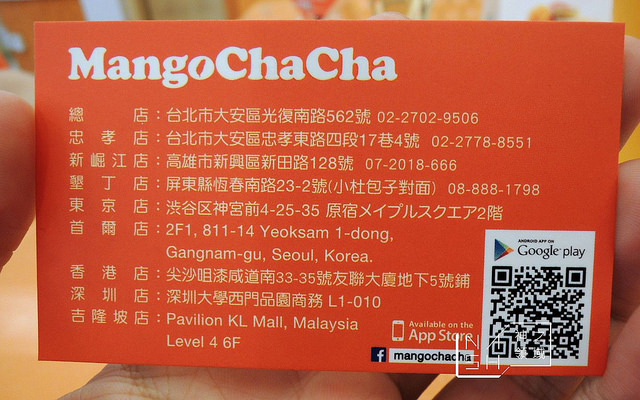 MangoChaCha
總店：台北市大安區光復南路562號 02-2702-9506
忠孝店：台北市大安區忠孝東路四段17巷4號 02-2778-8551
新崛江店：高雄市新興區新田路128號 07-2018-666
墾丁店：屏東縣恆春南路23-2號(小杜包子對面) 08-888-1798
東京店：渋谷区神宮前4-25-35 原宿メイプルスクエア2階
首爾店：2F1, 811-14 Yeoksam 1-dong,
Gangnam-gu, Seoul, Korea.
香港店：尖沙咀漆咸道南33-35號友聯大廈地下5號鋪
深圳店：深圳大學西門品園商務 L1-010
吉隆坡店：Pavilion KL Mall, Malaysia
Level 4 6F
ANDROID APP ON
Google play
Available on the
App Store
mangochacha